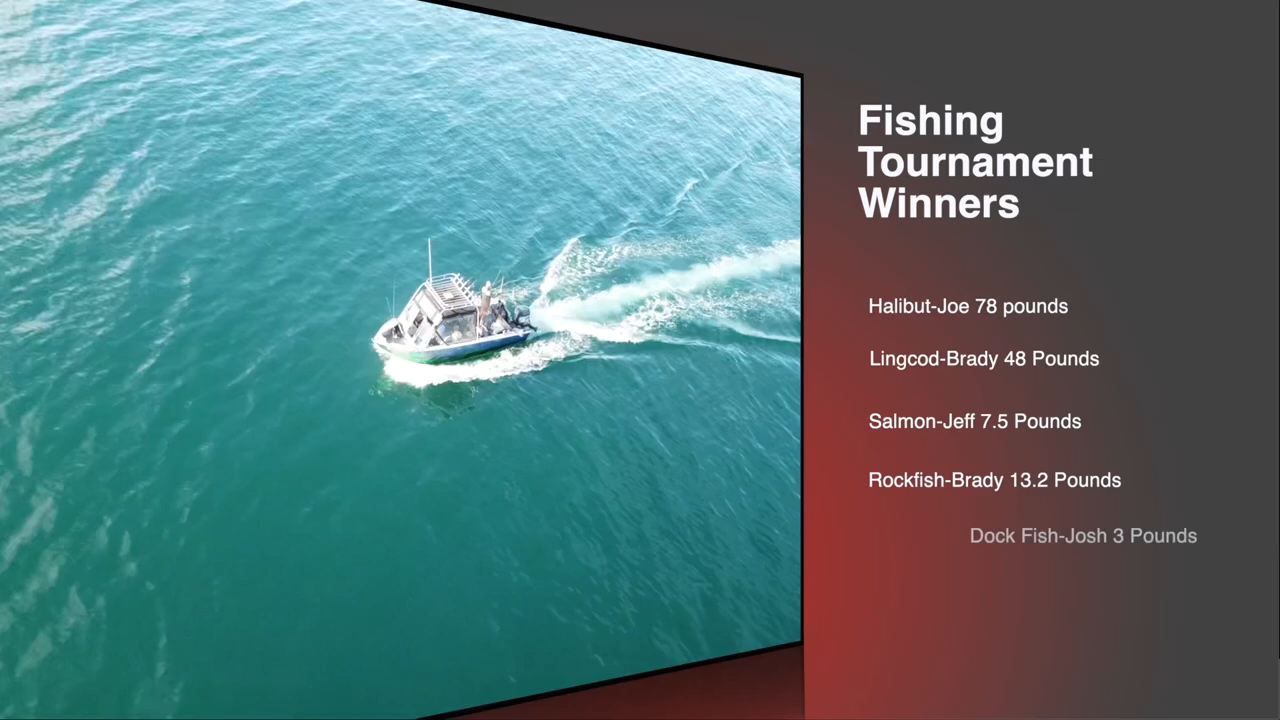 Fishing
Tournament
Winners
Halibut-Joe 78 pounds
Lingcod-Brady 48 Pounds
Salmon-Jeff 7.5 Pounds
Rockfish-Brady 13.2 Pounds
Dock Fish-Josh 3 Pounds